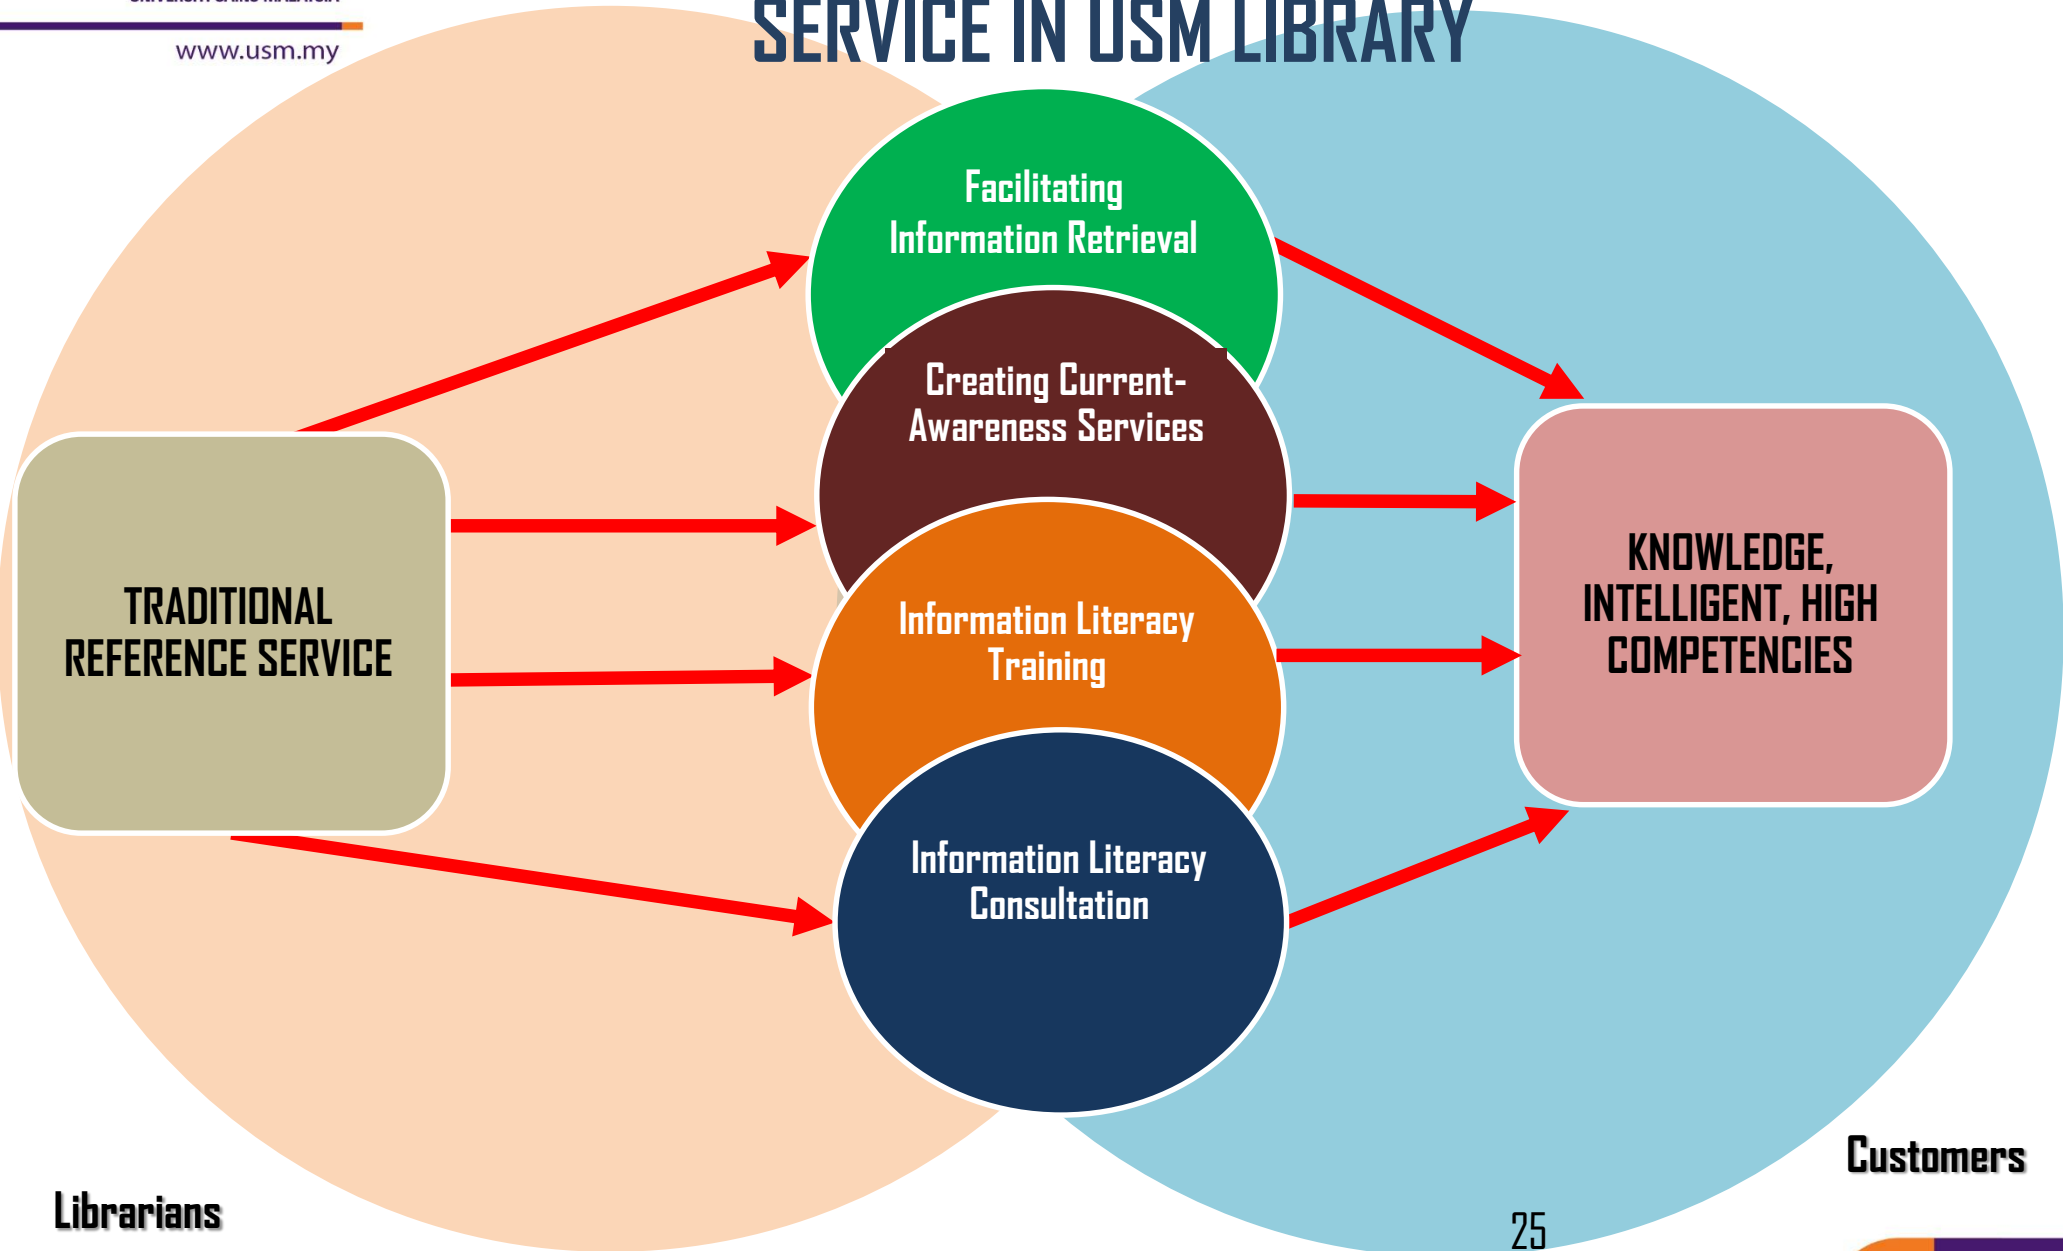 www.usm.my
SERVICE IN USM LIBRARY
Facilitating
Information Retrieval
Creating Current-
Awareness Services
TRADITIONAL
REFERENCE SERVICE
Information Literacy
Training
KNOWLEDGE,
INTELLIGENT, HIGH
COMPETENCIES
Information Literacy
Consultation
Customers
Librarians
25